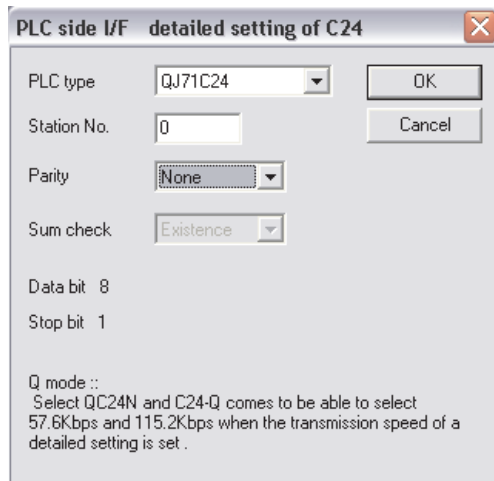 PLC side I/F detailed setting of C24
PLC type QJ71C24 OK
Station No. 0 Cancel
Parity None
Sum check Existence
Data bit 8
Stop bit 1
Q mode ::
Select QC24N and C24-Q comes to be able to select
57.6Kbps and 115.2Kbps when the transmission speed of a
detailed setting is set .